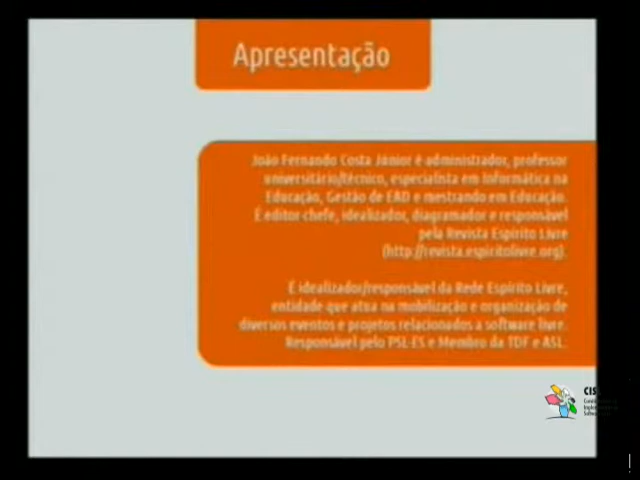 Apresentação
João Fernando Costa Júnior é administrador, professor
universitário/técnico, especialista em Informática na
Educação, Gestão de EAD e mestrando em Educação.
É editor chefe, idealizador, diagramador e responsável
pela Revista Espírito Livre
(http://revista.espiritolivre.org).
É idealizador/responsável da Rede Espírito Livre,
entidade que atua na mobilização e organização de
diversos eventos e projetos relacionados a software livre.
Responsável pelo PSL-ES e Membro da TDF e ASL.
CIS